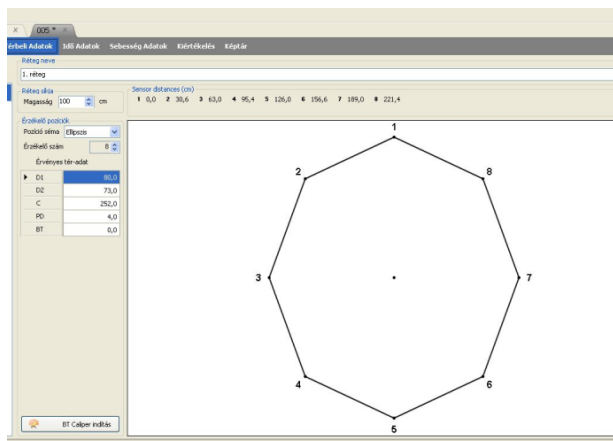 005 *
érbeli Adatok Idő Adatok Sebesség Adatok Kiértékelés Képtár
Réteg neve
1. réteg
Réteg síkja
Magasság 100 cm
Sensor distances (cm)
1 0,0 2 30,6 3 63,0 4 95,4 5 126,0 6 156,6 7 189,0 8 221,4
Érzékelő pozíciók
Pozíció séma Ellipszis
Érzékelő szám 8
Érvényes tér-adat
D1 80,0
D2 73,0
C 252,0
PD 4,0
BT 0,0
BT Caliper indítás
1
2
8
3
7
4
6
5